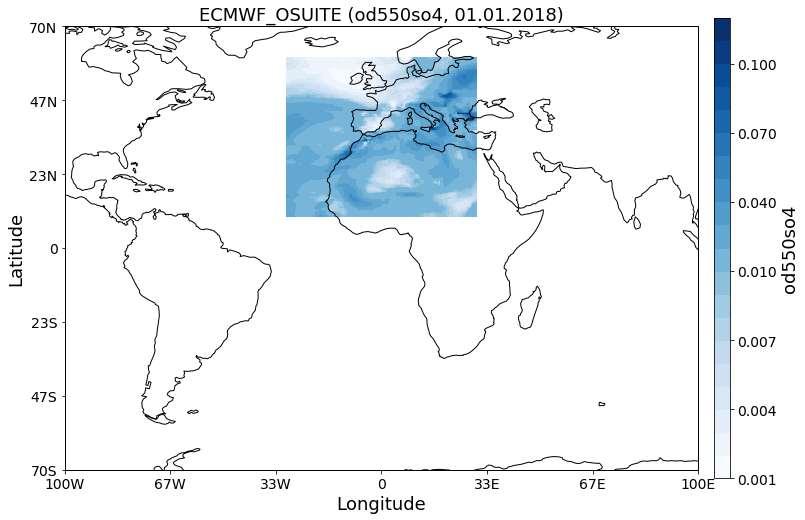 ECMWF_OSUITE (od550so4, 01.01.2018)
70N
47N
23N
0
23S
47S
70S
Latitude
100W
67W
33W
0
33E
67E
100E
Longitude
0.100
0.070
0.040
0.010
0.007
0.004
0.001
od550so4